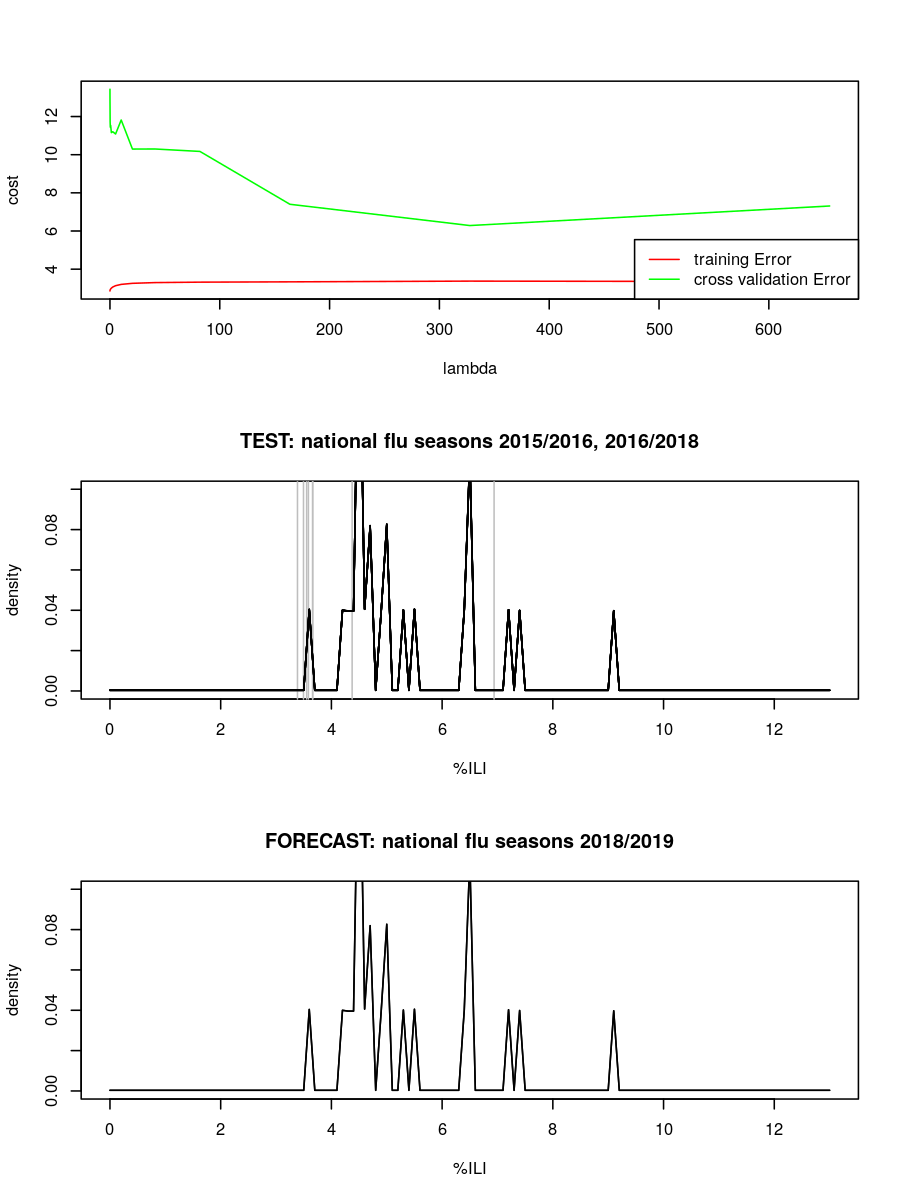 12
10
8
6
4
cost
training Error
cross validation Error
0 100 200 300 400 500 600
lambda
TEST: national flu seasons 2015/2016, 2016/2018
0.08
0.04
0.00
density
0 2 4 6 8 10 12
%ILI
FORECAST: national flu seasons 2018/2019
0.08
0.04
0.00
density
0 2 4 6 8 10 12
%ILI